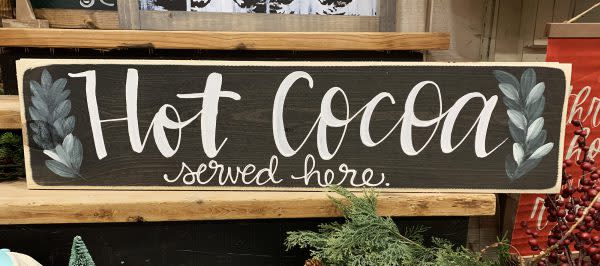 Hot Cocoa
served here.